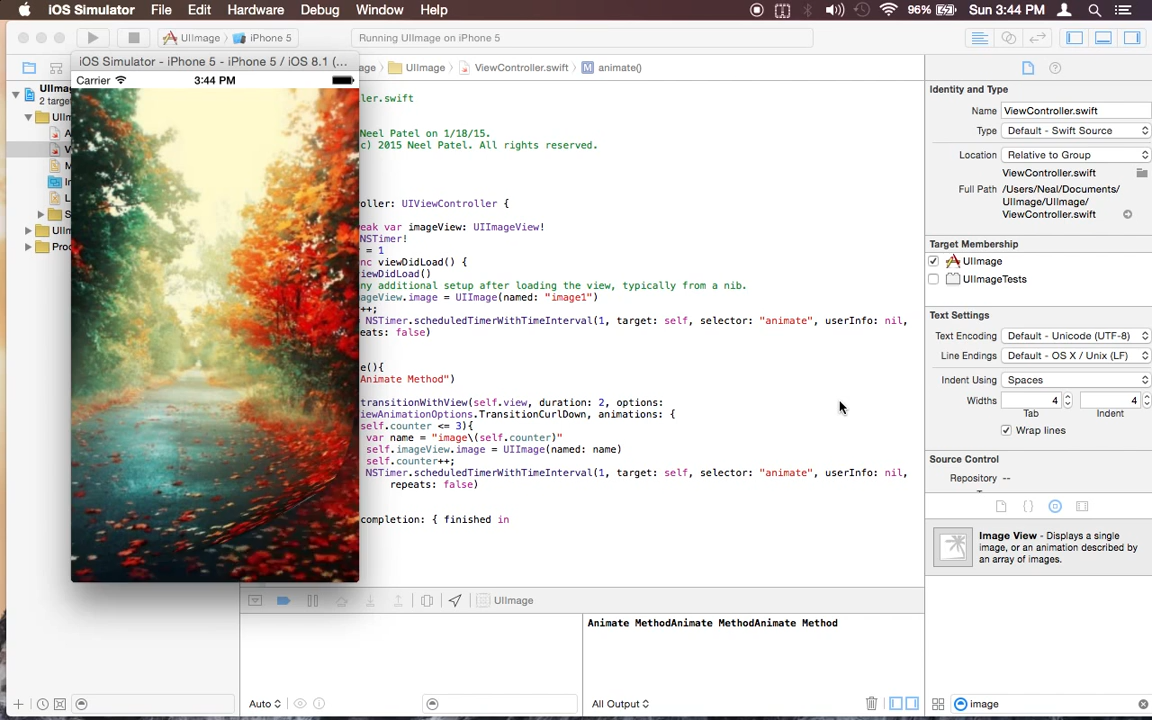 iOS Simulator File Edit Hardware Debug Window Help 96% Sun 3:44 PM
UIImage iPhone 5 Running UIImage on iPhone 5
iOS Simulator - iPhone 5 - iPhone 5 / iOS 8.1 (...
UIImage ViewController.swift M animate()
Carrier 3:44 PM
UIIma
2 targe
UIIm
A
V
M
Im
L
S
UIIm
Proc
ler.swift
Neel Patel on 1/18/15.
c) 2015 Neel Patel. All rights reserved.
oller: UIViewController {
eak var imageView: UIImageView!
NSTimer!
= 1
nc viewDidLoad() {
iewDidLoad()
ny additional setup after loading the view, typically from a nib.
ageView.image = UIImage(named: "image1")
++;
NSTimer.scheduledTimerWithTimeInterval(1, target: self, selector: "animate", userInfo: nil,
eats: false)
e(){
Animate Method")
transitionWithView(self.view, duration: 2, options:
iewAnimationOptions.TransitionCurlDown, animations: {
self.counter <= 3){
var name = "image\(self.counter)"
self.imageView.image = UIImage(named: name)
self.counter++;
NSTimer.scheduledTimerWithTimeInterval(1, target: self, selector: "animate", userInfo: nil,
repeats: false)
completion: { finished in
UIImage
Animate MethodAnimate MethodAnimate Method
Auto
All Output
Identity and Type
Name ViewController.swift
Type Default - Swift Source
Location Relative to Group
ViewController.swift
Full Path /Users/Neal/Documents/
UIImage/UIImage/
ViewController.swift
Target Membership
UIImage
UIImageTests
Text Settings
Text Encoding Default - Unicode (UTF-8)
Line Endings Default - OS X / Unix (LF)
Indent Using Spaces
Widths 4 4
Tab Indent
Wrap lines
Source Control
Repository --
Image View - Displays a single
image, or an animation described by
an array of images.
image